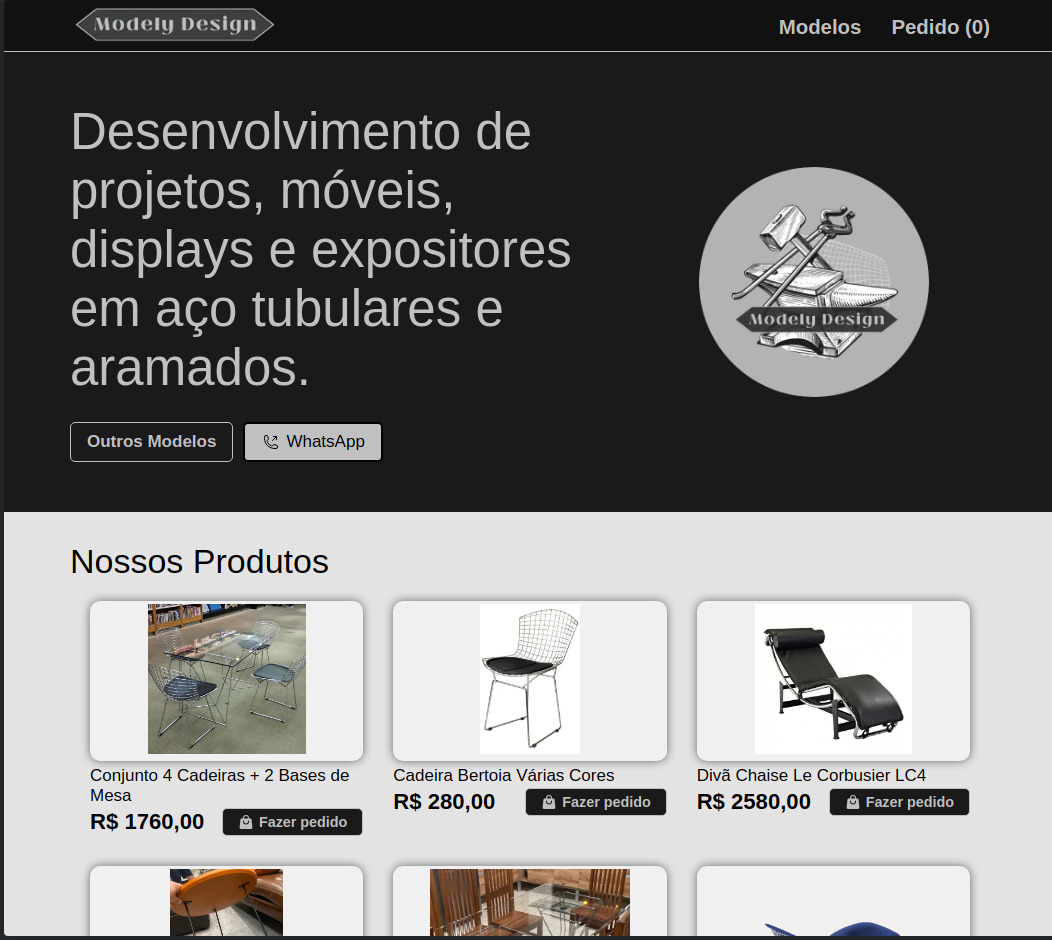 Modely Design
Modelos
Pedido (0)
Desenvolvimento de
projetos, móveis,
displays e expositores
em aço tubulares e
aramados.
Modely Design
Outros Modelos
WhatsApp
Nossos Produtos
Conjunto 4 Cadeiras + 2 Bases de
Mesa
R$ 1760,00
Fazer pedido
Cadeira Bertoia Várias Cores
R$ 280,00
Fazer pedido
Divã Chaise Le Corbusier LC4
R$ 2580,00
Fazer pedido